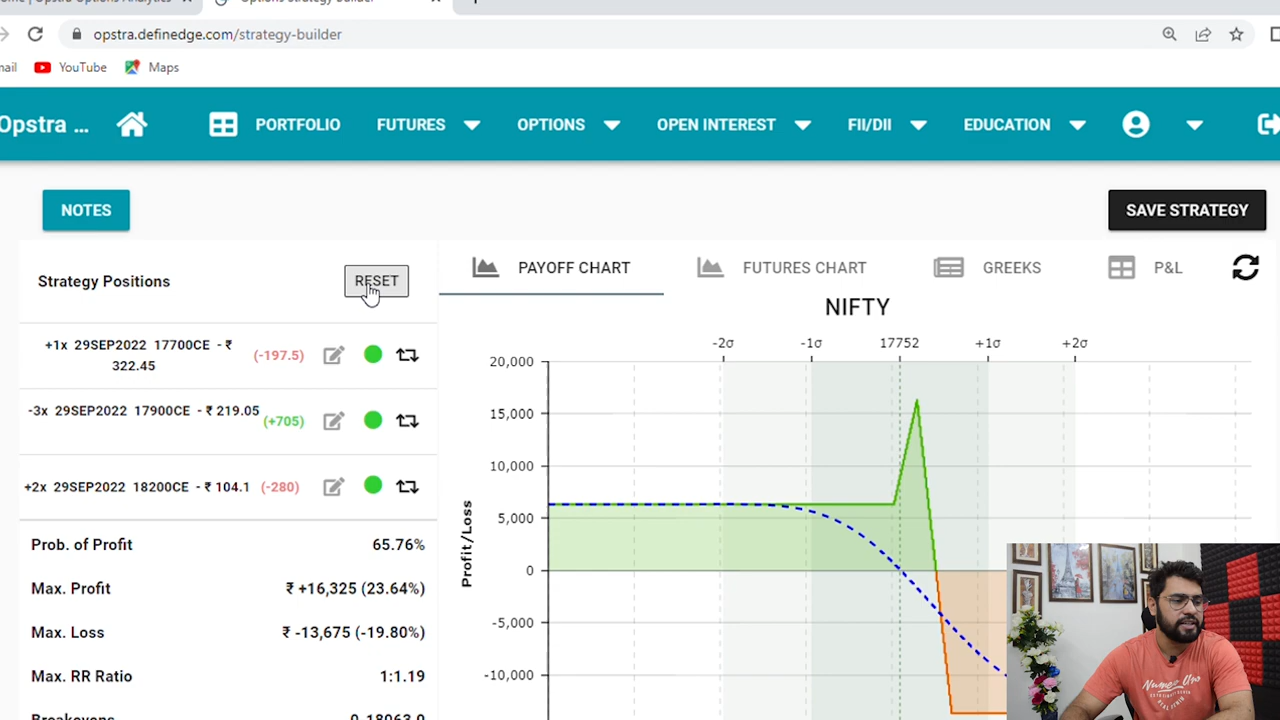 opstra.definedge.com/strategy-builder
YouTube
Maps
Opstra ...
PORTFOLIO
FUTURES
OPTIONS
OPEN INTEREST
FII/DII
EDUCATION
NOTES
SAVE STRATEGY
Strategy Positions
RESET
PAYOFF CHART
FUTURES CHART
GREEKS
P&L
+1x 29SEP2022 17700CE - ₹
322.45
(-197.5)
-3x 29SEP2022 17900CE - ₹ 219.05
(+705)
+2x 29SEP2022 18200CE - ₹ 104.1
(-280)
Prob. of Profit 65.76%
Max. Profit ₹ +16,325 (23.64%)
Max. Loss ₹ -13,675 (-19.80%)
Max. RR Ratio 1:1.19
NIFTY
-2σ -1σ 17752 +1σ +2σ
20,000
15,000
10,000
5,000
0
-5,000
-10,000
Profit/Loss